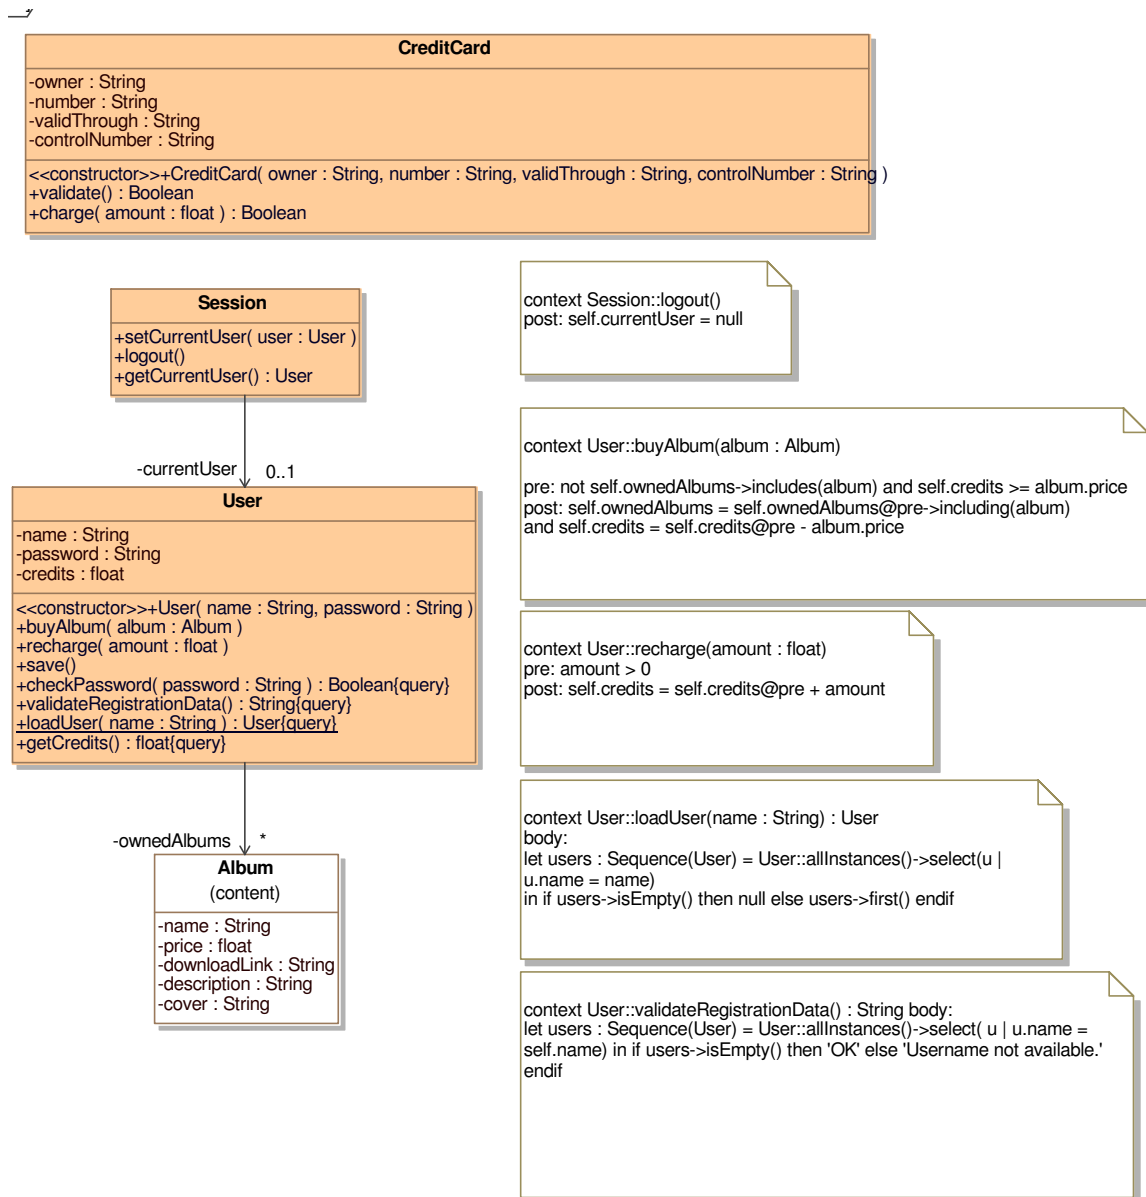 CreditCard
-owner : String
-number : String
-validThrough : String
-controlNumber : String
<<constructor>>+CreditCard( owner : String, number : String, validThrough : String, controlNumber : String )
+validate() : Boolean
+charge( amount : float ) : Boolean
Session
+setCurrentUser( user : User )
+logout()
+getCurrentUser() : User
context Session::logout()
post: self.currentUser = null
-currentUser
0..1
User
-name : String
-password : String
-credits : float
<<constructor>>+User( name : String, password : String )
+buyAlbum( album : Album )
+recharge( amount : float )
+save()
+checkPassword( password : String ) : Boolean{query}
+validateRegistrationData() : String{query}
+loadUser( name : String ) : User{query}
+getCredits() : float{query}
context User::buyAlbum(album : Album)
pre: not self.ownedAlbums->includes(album) and self.credits >= album.price
post: self.ownedAlbums = self.ownedAlbums@pre->including(album)
and self.credits = self.credits@pre - album.price
context User::recharge(amount : float)
pre: amount > 0
post: self.credits = self.credits@pre + amount
-ownedAlbums
*
Album
(content)
-name : String
-price : float
-downloadLink : String
-description : String
-cover : String
context User::loadUser(name : String) : User
body:
let users : Sequence(User) = User::allInstances()->select(u |
u.name = name)
in if users->isEmpty() then null else users->first() endif
context User::validateRegistrationData() : String body:
let users : Sequence(User) = User::allInstances()->select( u | u.name =
self.name) in if users->isEmpty() then 'OK' else 'Username not available.'
endif